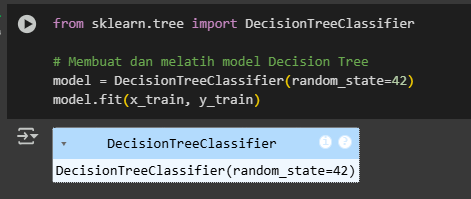 from sklearn.tree import DecisionTreeClassifier
# Membuat dan melatih model Decision Tree
model = DecisionTreeClassifier(random_state=42)
model.fit(x_train, y_train)
DecisionTreeClassifier i ?
DecisionTreeClassifier(random_state=42)